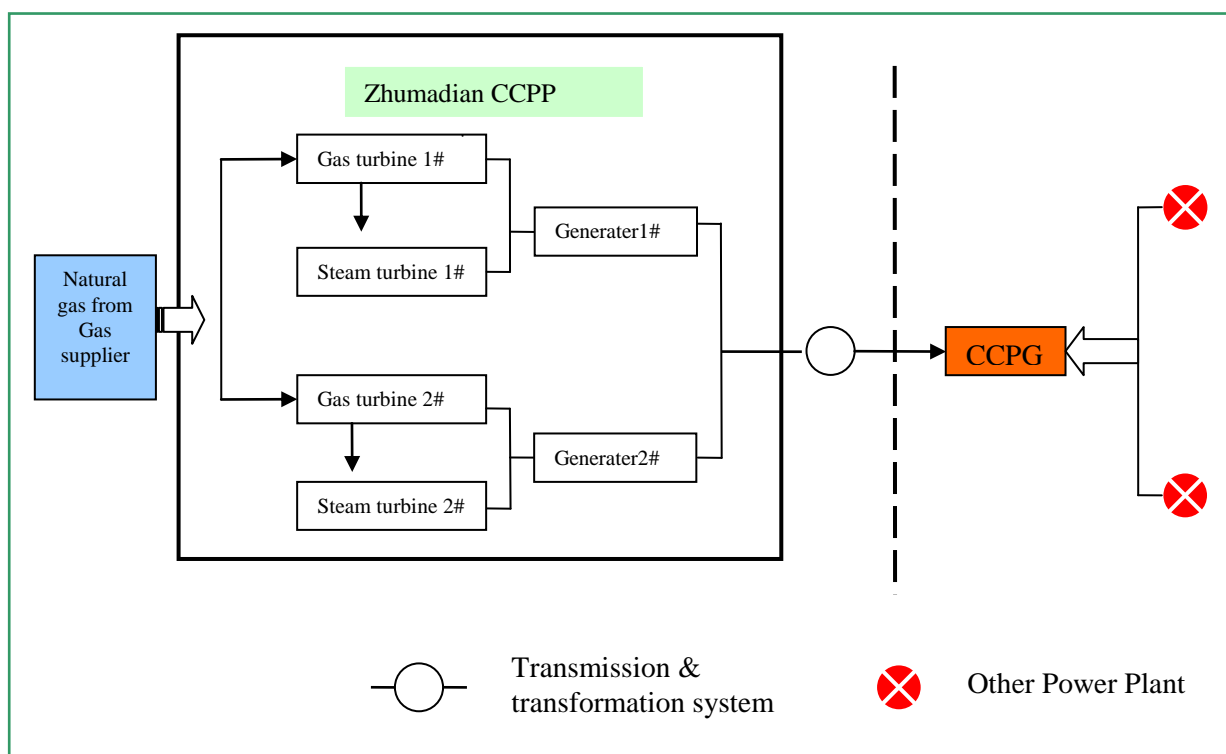 Zhumadian CCPP
Gas turbine 1#
Generater1#
Steam turbine 1#
Natural
gas from
Gas
supplier
CCPG
Gas turbine 2#
Generater2#
Steam turbine 2#
Transmission &
transformation system
Other Power Plant